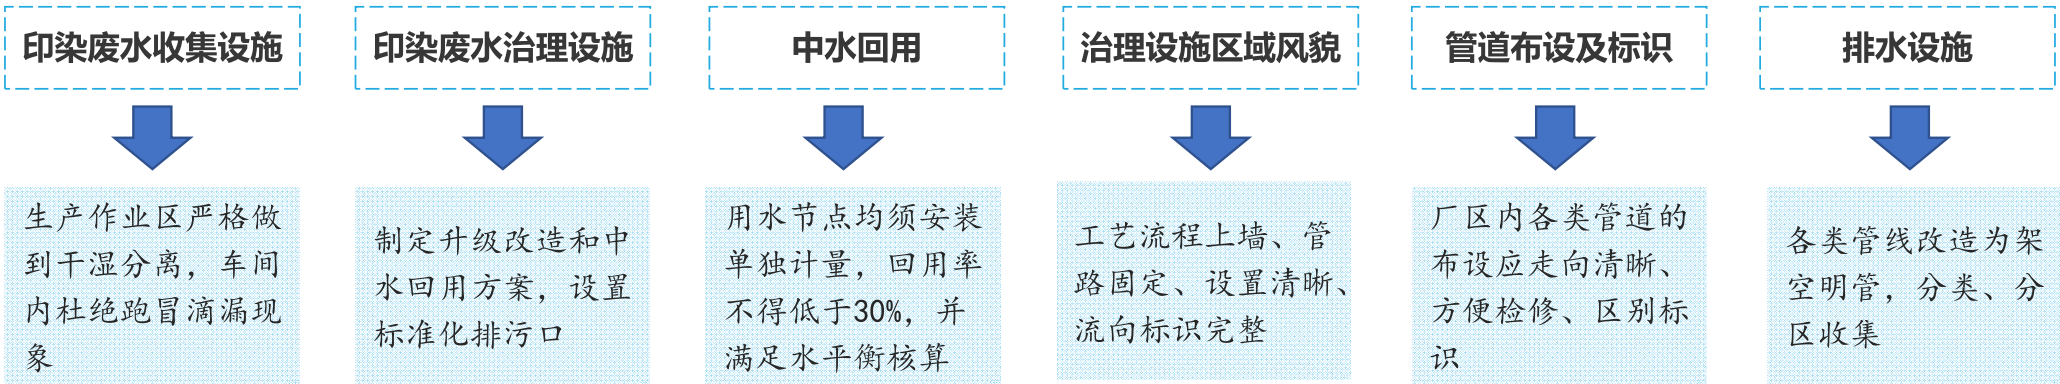 印染废水收集设施
生产作业区严格做
到干湿分离，车间
内杜绝跑冒滴漏现
象
印染废水治理设施
制定升级改造和中
水回用方案，设置
标准化排污口
中水回用
用水节点均须安装
单独计量，回用率
不得低于30%，并
满足水平衡核算
治理设施区域风貌
工艺流程上墙、管
路固定、设置清晰、
流向标识完整
管道布设及标识
厂区内各类管道的
布设应走向清晰、
方便检修、区别标
识
排水设施
各类管线改造为架
空明管，分类、分
区收集